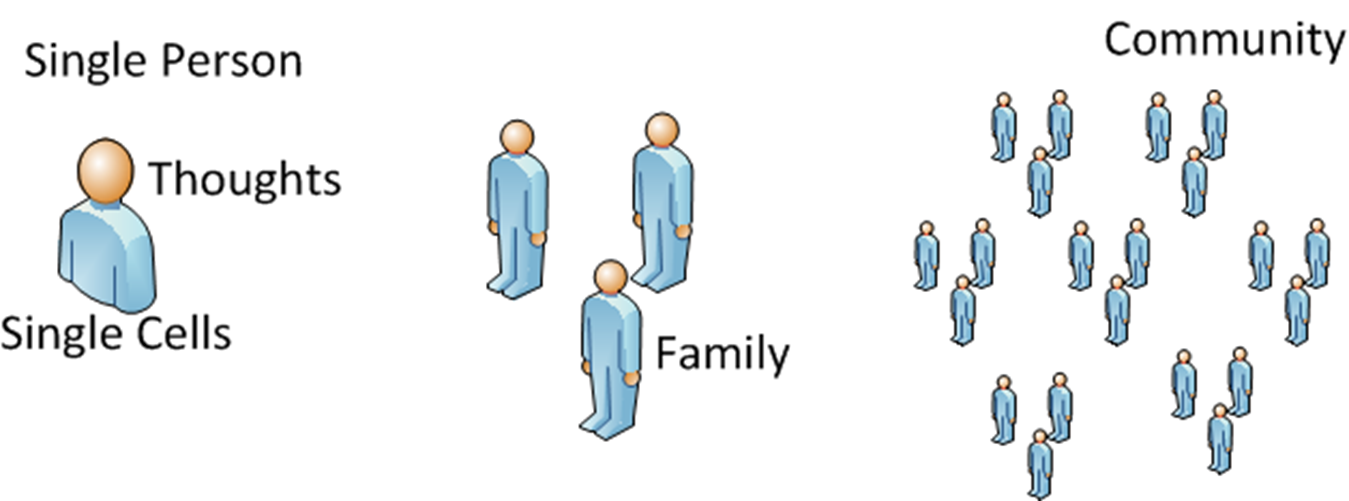 Single Person
Thoughts
Single Cells
Family
Community